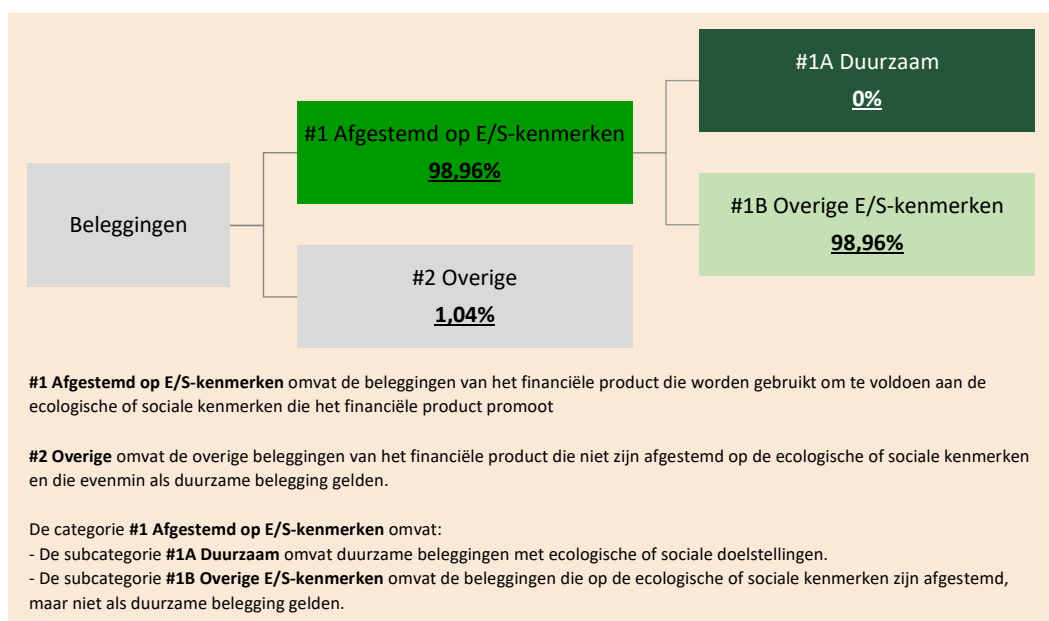 #1A Duurzaam
0%
#1 Afgestemd op E/S-kenmerken
98,96%
#1B Overige E/S-kenmerken
98,96%
Beleggingen
#2 Overige
1,04%
#1 Afgestemd op E/S-kenmerken omvat de beleggingen van het financiële product die worden gebruikt om te voldoen aan de
ecologische of sociale kenmerken die het financiële product promoot
#2 Overige omvat de overige beleggingen van het financiële product die niet zijn afgestemd op de ecologische of sociale kenmerken
en die evenmin als duurzame belegging gelden.
De categorie #1 Afgestemd op E/S-kenmerken omvat:
- De subcategorie #1A Duurzaam omvat duurzame beleggingen met ecologische of sociale doelstellingen.
- De subcategorie #1B Overige E/S-kenmerken omvat de beleggingen die op de ecologische of sociale kenmerken zijn afgestemd,
maar niet als duurzame belegging gelden.